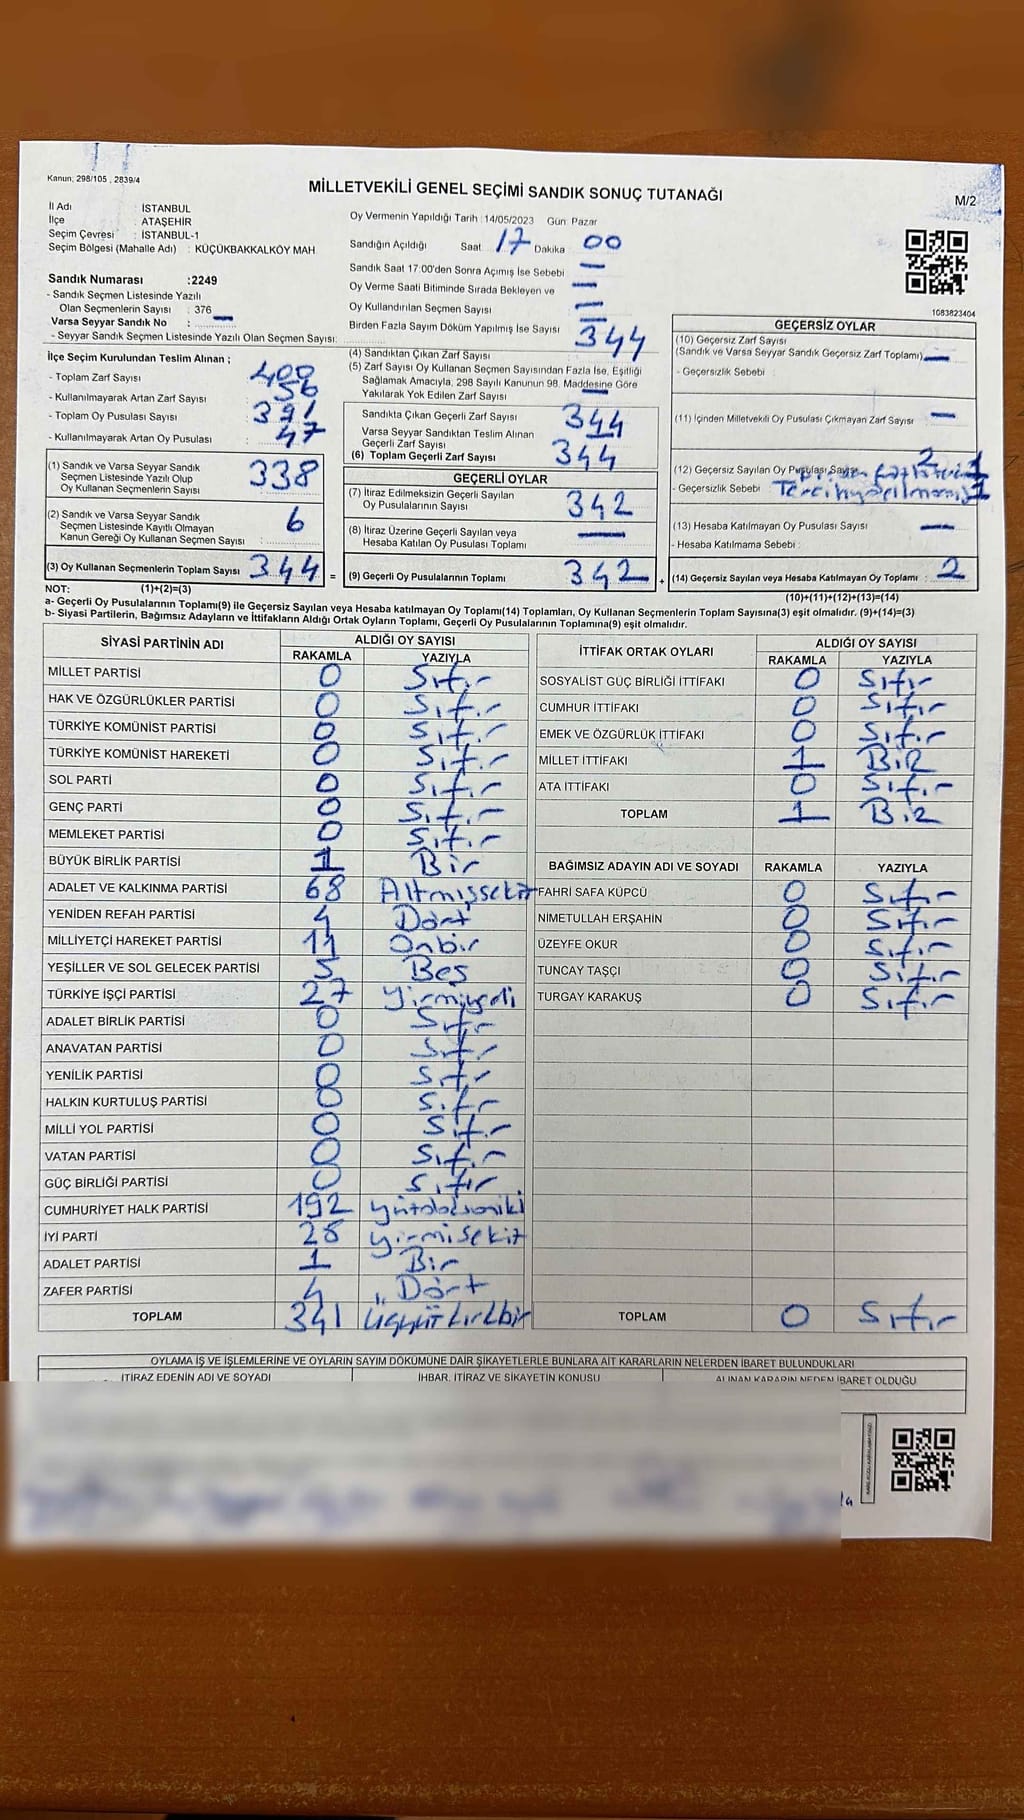 Kanun; 298/105 , 2839/4
MİLLETVEKİLİ GENEL SEÇİMİ SANDIK SONUÇ TUTANAĞI
M/2
İl Adı : İSTANBUL
İlçe : ATAŞEHİR
Seçim Çevresi : İSTANBUL-1
Seçim Bölgesi (Mahalle Adı) : KÜÇÜKBAKKALKÖY MAH
Sandık Numarası :2249
- Sandık Seçmen Listesinde Yazılı
Olan Seçmenlerin Sayısı : 376
Varsa Seyyar Sandık No : —
- Seyyar Sandık Seçmen Listesinde Yazılı Olan Seçmen Sayısı:
Oy Vermenin Yapıldığı Tarih :14/05/2023 Gün: Pazar
Sandığın Açıldığı Saat 17 Dakika 00
Sandık Saat 17:00'den Sonra Açımış İse Sebebi —
Oy Verme Saati Bitiminde Sırada Bekleyen ve —
Oy Kullandırılan Seçmen Sayısı —
Birden Fazla Sayım Döküm Yapılmış İse Sayısı —
1083823404
İlçe Seçim Kurulundan Teslim Alınan ;
- Toplam Zarf Sayısı : 400
- Kullanılmayarak Artan Zarf Sayısı : 56
- Toplam Oy Pusulası Sayısı : 391
- Kullanılmayarak Artan Oy Pusulası : 47
(1) Sandık ve Varsa Seyyar Sandık
Seçmen Listesinde Yazılı Olup
Oy Kullanan Seçmenlerin Sayısı : 338
(2) Sandık ve Varsa Seyyar Sandık
Seçmen Listesinde Kayıtlı Olmayan
Kanun Gereği Oy Kullanan Seçmen Sayısı : 6
(3) Oy Kullanan Seçmenlerin Toplam Sayısı : 344 =
(4) Sandıktan Çıkan Zarf Sayısı 344
(5) Zarf Sayısı Oy Kullanan Seçmen Sayısından Fazla İse, Eşitliği
Sağlamak Amacıyla, 298 Sayılı Kanunun 98. Maddesine Göre
Yakılarak Yok Edilen Zarf Sayısı —
Sandıkta Çıkan Geçerli Zarf Sayısı 344
Varsa Seyyar Sandıktan Teslim Alınan
Geçerli Zarf Sayısı —
(6) Toplam Geçerli Zarf Sayısı 344
GEÇERLİ OYLAR
(7) İtiraz Edilmeksizin Geçerli Sayılan
Oy Pusulalarının Sayısı 342
(8) İtiraz Üzerine Geçerli Sayılan veya
Hesaba Katılan Oy Pusulası Toplamı —
(9) Geçerli Oy Pusulalarının Toplamı 342 +
GEÇERSİZ OYLAR
(10) Geçersiz Zarf Sayısı
(Sandık ve Varsa Seyyar Sandık Geçersiz Zarf Toplamı) —
- Geçersizlik Sebebi :
(11) İçinden Milletvekili Oy Pusulası Çıkmayan Zarf Sayısı —
(12) Geçersiz Sayılan Oy Pusulası Sayısı 2
- Geçersizlik Sebebi : 1
1
(13) Hesaba Katılmayan Oy Pusulası Sayısı —
- Hesaba Katılmama Sebebi :
(14) Geçersiz Sayılan veya Hesaba Katılmayan Oy Toplamı : 2
NOT: (1)+(2)=(3) (10)+(11)+(12)+(13)=(14)
a- Geçerli Oy Pusulalarının Toplamı(9) ile Geçersiz Sayılan veya Hesaba katılmayan Oy Toplamı(14) Toplamları, Oy Kullanan Seçmenlerin Toplam Sayısına(3) eşit olmalıdır. (9)+(14)=(3)
b- Siyasi Partilerin, Bağımsız Adayların ve İttifakların Aldığı Ortak Oyların Toplamı, Geçerli Oy Pusulalarının Toplamına(9) eşit olmalıdır.
SİYASİ PARTİNİN ADI ALDIĞI OY SAYISI
RAKAMLA YAZIYLA
MİLLET PARTİSİ 0 Sıfır
HAK VE ÖZGÜRLÜKLER PARTİSİ 0 Sıfır
TÜRKİYE KOMÜNİST PARTİSİ 0 Sıfır
TÜRKİYE KOMÜNİST HAREKETİ 0 Sıfır
SOL PARTİ 0 Sıfır
GENÇ PARTİ 0 Sıfır
MEMLEKET PARTİSİ 0 Sıfır
BÜYÜK BİRLİK PARTİSİ 1 Bir
ADALET VE KALKINMA PARTİSİ 68 Altmışsekiz
YENİDEN REFAH PARTİSİ 4 Dört
MİLLİYETÇİ HAREKET PARTİSİ 11 Onbir
YEŞİLLER VE SOL GELECEK PARTİSİ 5 Beş
TÜRKİYE İŞÇİ PARTİSİ 27 yirmiyedi
ADALET BİRLİK PARTİSİ 0 Sıfır
ANAVATAN PARTİSİ 0 Sıfır
YENİLİK PARTİSİ 0 Sıfır
HALKIN KURTULUŞ PARTİSİ 0 Sıfır
MİLLİ YOL PARTİSİ 0 Sıfır
VATAN PARTİSİ 0 Sıfır
GÜÇ BİRLİĞİ PARTİSİ 0 Sıfır
CUMHURİYET HALK PARTİSİ 192 yüzdoksaniki
İYİ PARTİ 28 yirmisekiz
ADALET PARTİSİ 1 Bir
ZAFER PARTİSİ 4 Dört
TOPLAM 341 üçyüzkırkbir
İTTİFAK ORTAK OYLARI ALDIĞI OY SAYISI
RAKAMLA YAZIYLA
SOSYALİST GÜÇ BİRLİĞİ İTTİFAKI 0 Sıfır
CUMHUR İTTİFAKI 0 Sıfır
EMEK VE ÖZGÜRLÜK İTTİFAKI 0 Sıfır
MİLLET İTTİFAKI 1 BİR
ATA İTTİFAKI 0 Sıfır
TOPLAM 1 Bir
BAĞIMSIZ ADAYIN ADI VE SOYADI RAKAMLA YAZIYLA
FAHRİ SAFA KÜPCÜ 0 Sıfır
NİMETULLAH ERŞAHİN 0 Sıfır
ÜZEYFE OKUR 0 Sıfır
TUNCAY TAŞÇI 0 Sıfır
TURGAY KARAKUŞ 0 Sıfır
TOPLAM 0 Sıfır
OYLAMA İŞ VE İŞLEMLERİNE VE OYLARIN SAYIM DÖKÜMÜNE DAİR ŞİKAYETLERLE BUNLARA AİT KARARLARIN NELERDEN İBARET BULUNDUKLARI
İTİRAZ EDENİN ADI VE SOYADI İHBAR, İTİRAZ VE ŞİKAYETİN KONUSU ALINAN KARARIN NEDEN İBARET OLDUĞU